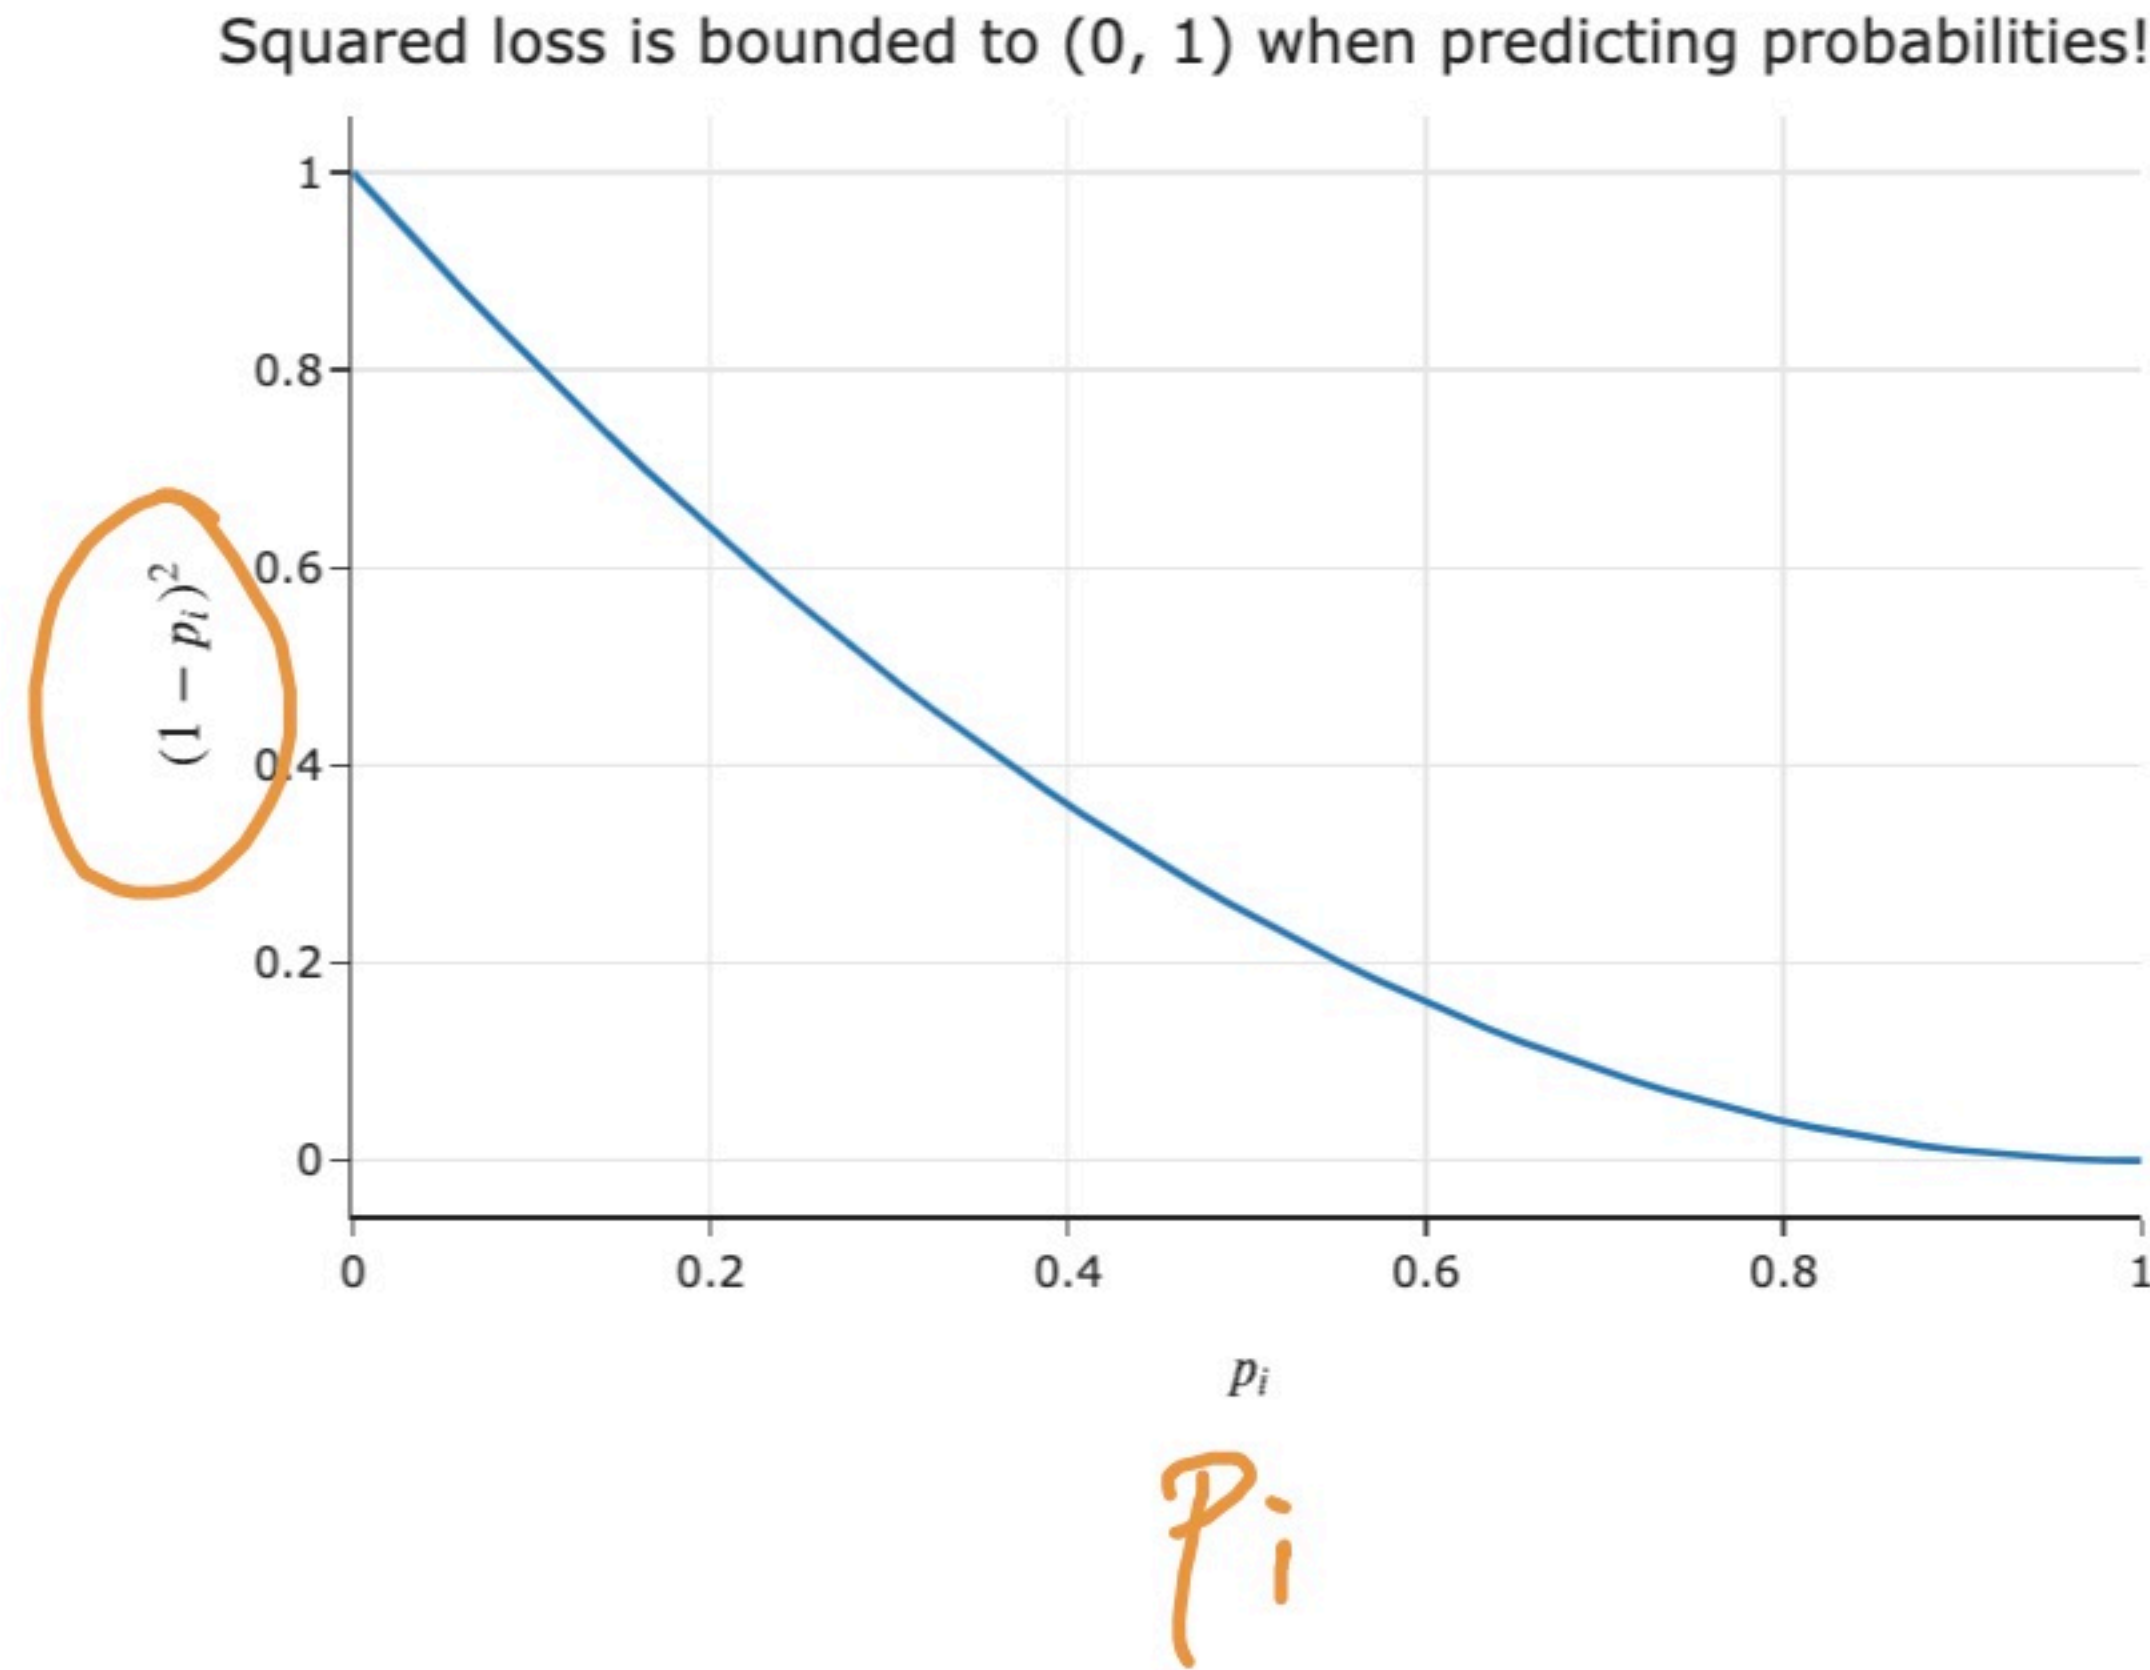 Squared loss is bounded to (0, 1) when predicting probabilities!
1
0.8
0.6
0.4
0.2
0
(1 − pᵢ)²
0 0.2 0.4 0.6 0.8 1
pᵢ
Pi